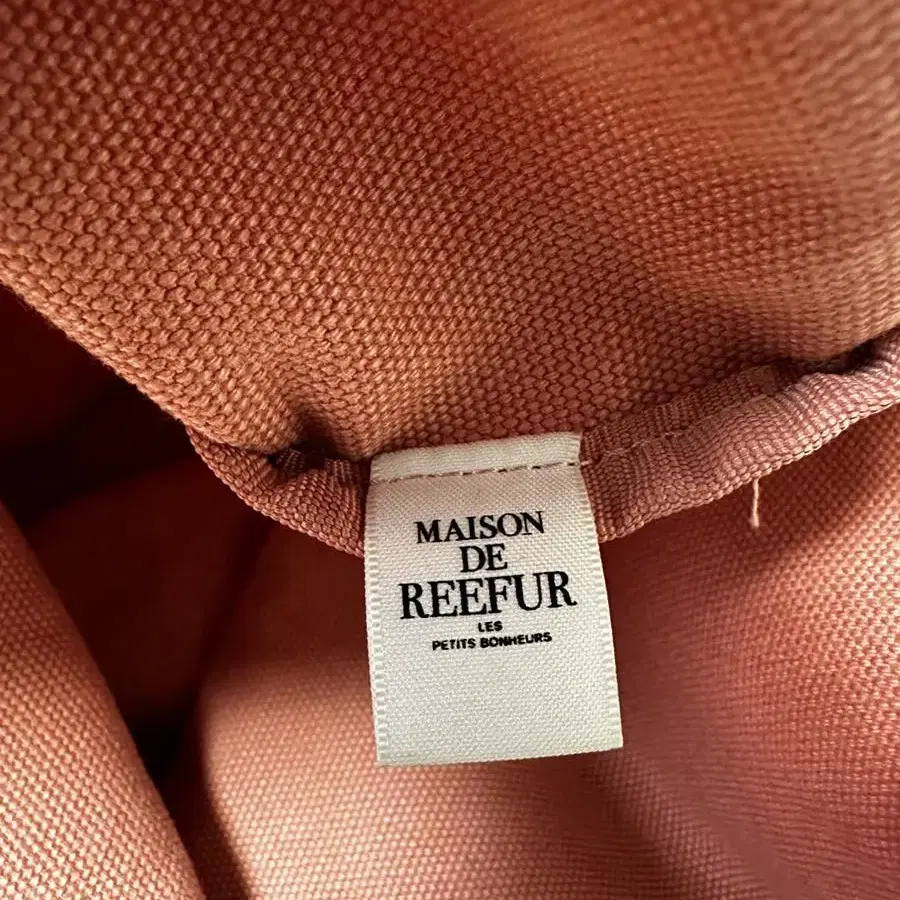 MAISON
DE
REEFUR
LES
PETITS BONHEURS